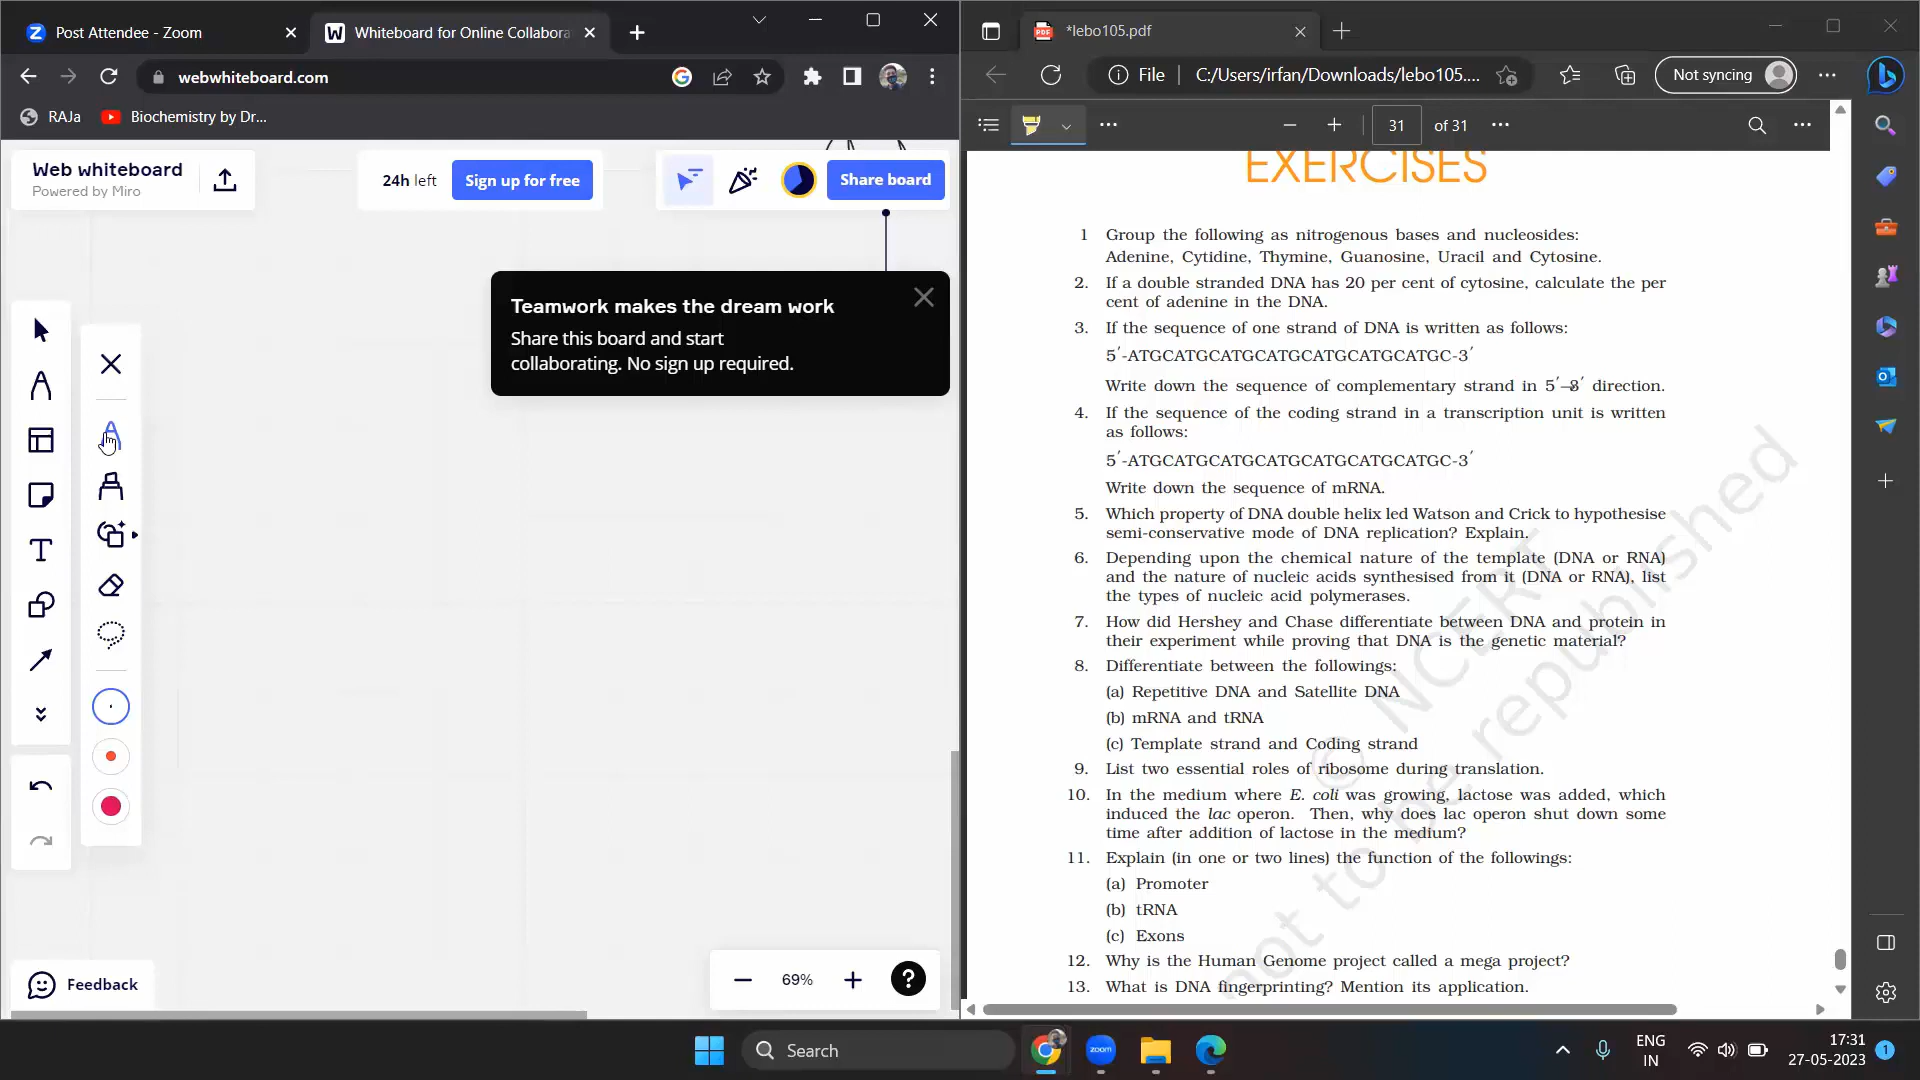 Post Attendee - Zoom
Whiteboard for Online Collabora
webwhiteboard.com
RAJa
Biochemistry by Dr...
Web whiteboard
Powered by Miro
24h left
Sign up for free
Share board
Teamwork makes the dream work
Share this board and start
collaborating. No sign up required.
Feedback
69%
*lebo105.pdf
File
C:/Users/irfan/Downloads/lebo105....
Not syncing
31 of 31
EXERCISES
1 Group the following as nitrogenous bases and nucleosides:
Adenine, Cytidine, Thymine, Guanosine, Uracil and Cytosine.
2. If a double stranded DNA has 20 per cent of cytosine, calculate the per
cent of adenine in the DNA.
3. If the sequence of one strand of DNA is written as follows:
5′-ATGCATGCATGCATGCATGCATGCATGC-3′
Write down the sequence of complementary strand in 5′→3′ direction.
4. If the sequence of the coding strand in a transcription unit is written
as follows:
5′-ATGCATGCATGCATGCATGCATGCATGC-3′
Write down the sequence of mRNA.
5. Which property of DNA double helix led Watson and Crick to hypothesise
semi-conservative mode of DNA replication? Explain.
6. Depending upon the chemical nature of the template (DNA or RNA)
and the nature of nucleic acids synthesised from it (DNA or RNA), list
the types of nucleic acid polymerases.
7. How did Hershey and Chase differentiate between DNA and protein in
their experiment while proving that DNA is the genetic material?
8. Differentiate between the followings:
(a) Repetitive DNA and Satellite DNA
(b) mRNA and tRNA
(c) Template strand and Coding strand
9. List two essential roles of ribosome during translation.
10. In the medium where E. coli was growing, lactose was added, which
induced the lac operon. Then, why does lac operon shut down some
time after addition of lactose in the medium?
11. Explain (in one or two lines) the function of the followings:
(a) Promoter
(b) tRNA
(c) Exons
12. Why is the Human Genome project called a mega project?
13. What is DNA fingerprinting? Mention its application.
© NCERT
not to be republished
Search
zoom
ENG
IN
17:31
27-05-2023
1